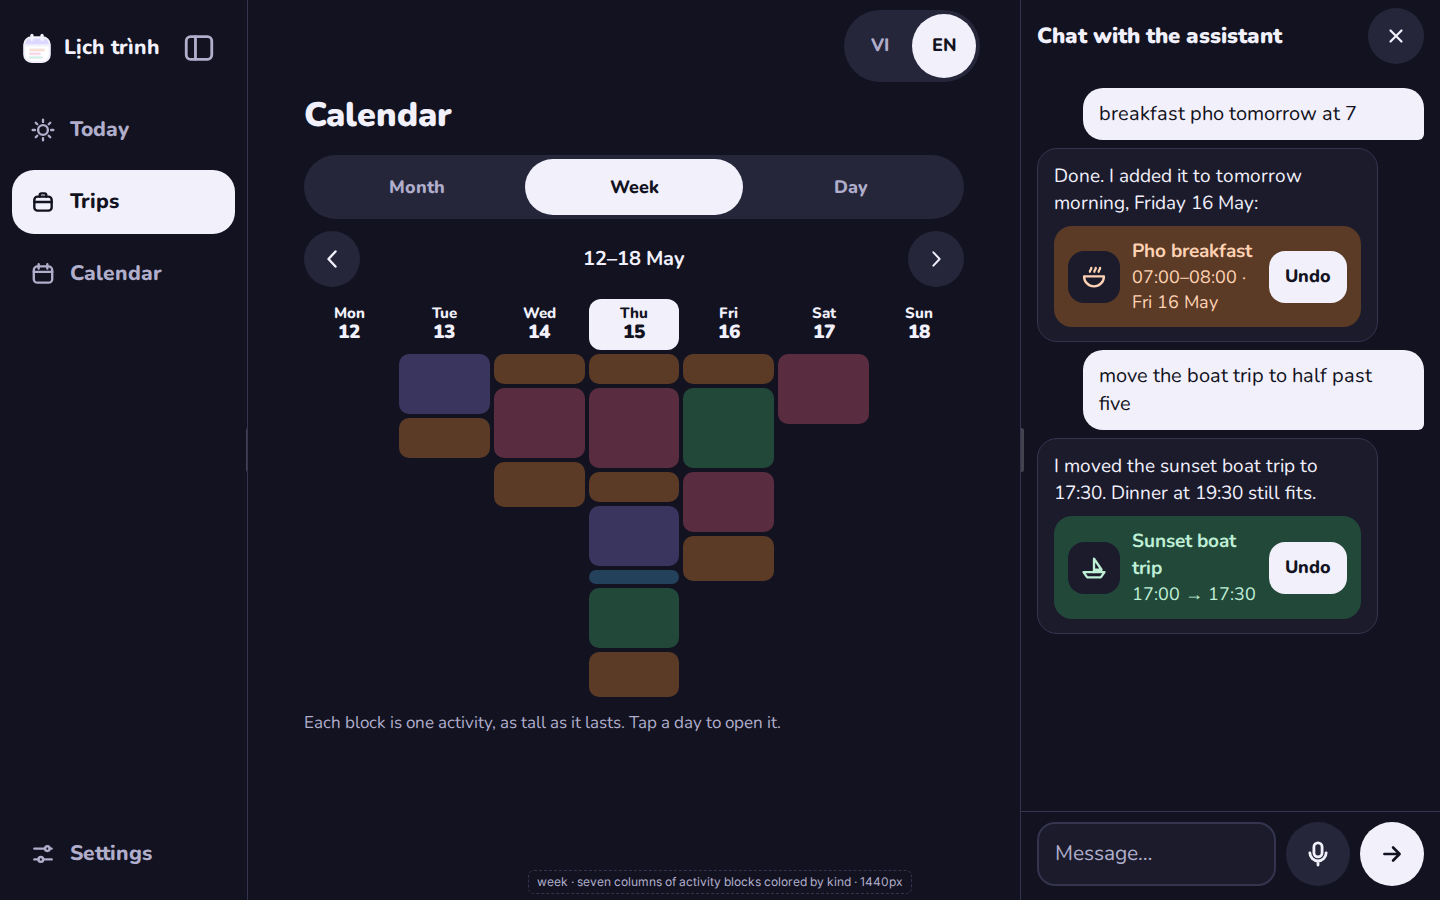 Lịch trình
Today
Trips
Calendar
Settings
VI
EN
Calendar
Month
Week
Day
12–18 May
Mon
12
Tue
13
Wed
14
Thu
15
Fri
16
Sat
17
Sun
18
Each block is one activity, as tall as it lasts. Tap a day to open it.
week · seven columns of activity blocks colored by kind · 1440px
Chat with the assistant
breakfast pho tomorrow at 7
Done. I added it to tomorrow
morning, Friday 16 May:
Pho breakfast
07:00–08:00 ·
Fri 16 May
Undo
move the boat trip to half past
five
I moved the sunset boat trip to
17:30. Dinner at 19:30 still fits.
Sunset boat
trip
17:00 → 17:30
Undo
Message...